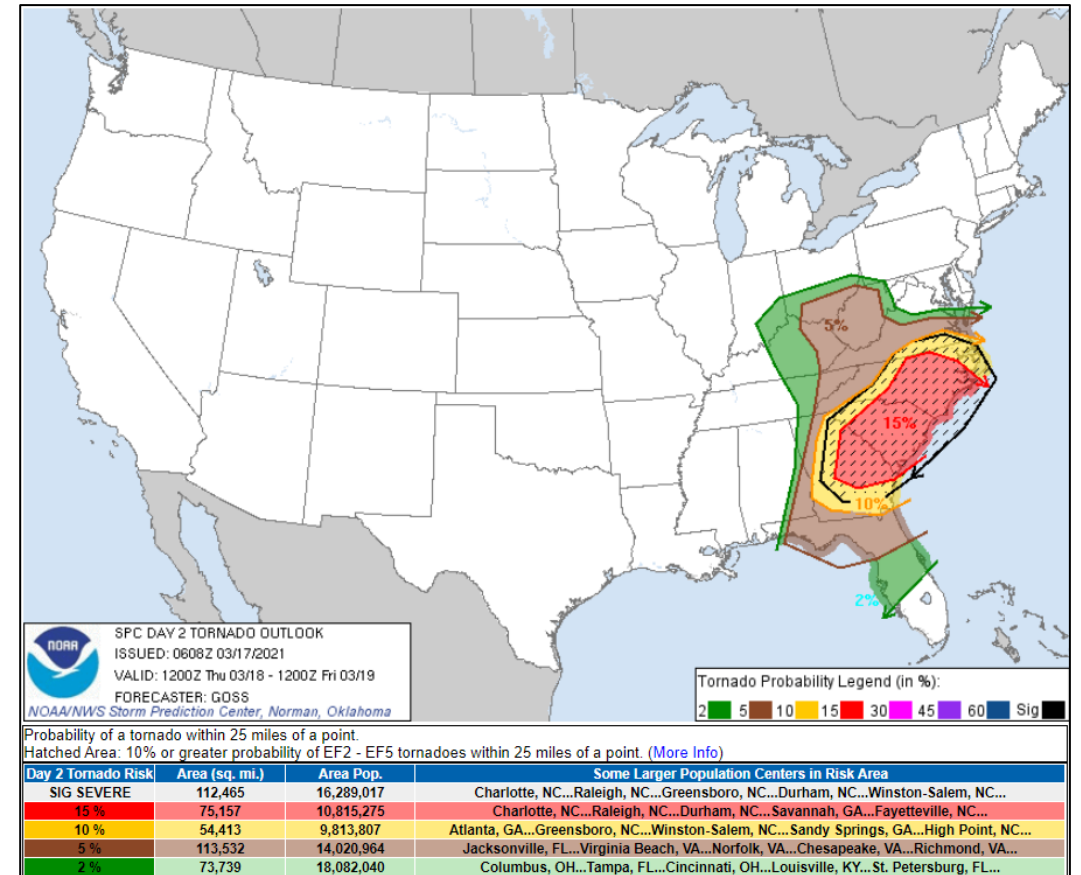 5%
15%
10%
2%
NOAA
SPC DAY 2 TORNADO OUTLOOK
ISSUED: 0608Z 03/17/2021
VALID: 1200Z Thu 03/18 - 1200Z Fri 03/19
FORECASTER: GOSS
NOAA/NWS Storm Prediction Center, Norman, Oklahoma
Tornado Probability Legend (in %):
2 5 10 15 30 45 60 Sig
Probability of a tornado within 25 miles of a point.
Hatched Area: 10% or greater probability of EF2 - EF5 tornadoes within 25 miles of a point. (More Info)
Day 2 Tornado Risk Area (sq. mi.) Area Pop. Some Larger Population Centers in Risk Area
SIG SEVERE 112,465 16,289,017 Charlotte, NC...Raleigh, NC...Greensboro, NC...Durham, NC...Winston-Salem, NC...
15 % 75,157 10,815,275 Charlotte, NC...Raleigh, NC...Durham, NC...Savannah, GA...Fayetteville, NC...
10 % 54,413 9,813,807 Atlanta, GA...Greensboro, NC...Winston-Salem, NC...Sandy Springs, GA...High Point, NC...
5 % 113,532 14,020,964 Jacksonville, FL...Virginia Beach, VA...Norfolk, VA...Chesapeake, VA...Richmond, VA...
2 % 73,739 18,082,040 Columbus, OH...Tampa, FL...Cincinnati, OH...Louisville, KY...St. Petersburg, FL...